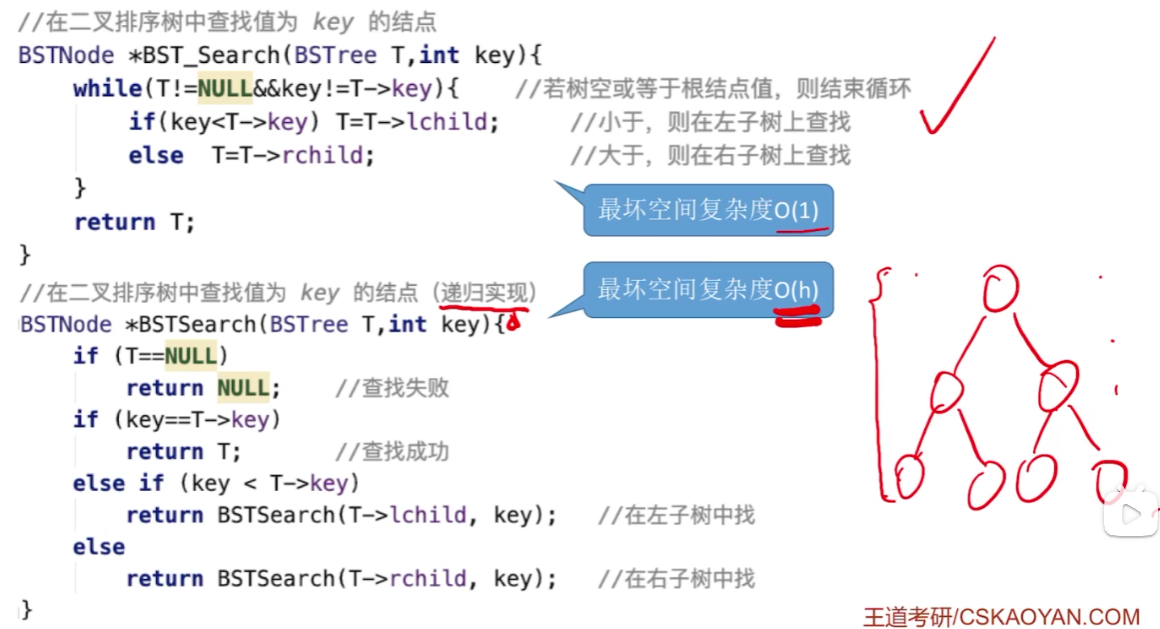 //在二叉排序树中查找值为 key 的结点
BSTNode *BST_Search(BSTree T,int key){
while(T!=NULL&&key!=T->key){ //若树空或等于根结点值，则结束循环
if(key<T->key) T=T->lchild; //小于，则在左子树上查找
else T=T->rchild; //大于，则在右子树上查找
}
最坏空间复杂度O(1)
return T;
}
最坏空间复杂度O(h)
//在二叉排序树中查找值为 key 的结点（递归实现）
BSTNode *BSTSearch(BSTree T,int key){
if (T==NULL)
return NULL; //查找失败
if (key==T->key)
return T; //查找成功
else if (key < T->key)
return BSTSearch(T->lchild, key); //在左子树中找
else
return BSTSearch(T->rchild, key); //在右子树中找
}
王道考研/CSKAOYAN.COM